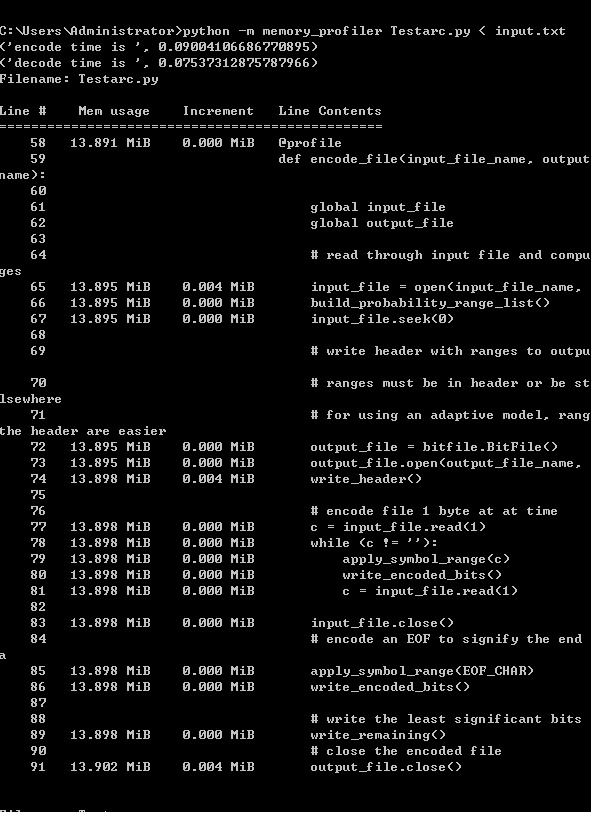 C:\Users\Administrator>python -m memory_profiler Testarc.py < input.txt
('encode time is ', 0.09004106686770895)
('decode time is ', 0.07537312875787966)
Filename: Testarc.py
Line #    Mem usage    Increment   Line Contents
================================================
    58   13.891 MiB    0.000 MiB   @profile
    59                             def encode_file(input_file_name, output
name):
    60
    61                                 global input_file
    62                                 global output_file
    63
    64                                 # read through input file and compu
ges
    65   13.895 MiB    0.004 MiB       input_file = open(input_file_name,
    66   13.895 MiB    0.000 MiB       build_probability_range_list()
    67   13.895 MiB    0.000 MiB       input_file.seek(0)
    68
    69                                 # write header with ranges to outpu
    70                                 # ranges must be in header or be st
lsewhere
    71                                 # for using an adaptive model, rang
the header are easier
    72   13.895 MiB    0.000 MiB       output_file = bitfile.BitFile()
    73   13.895 MiB    0.000 MiB       output_file.open(output_file_name,
    74   13.898 MiB    0.004 MiB       write_header()
    75
    76                                 # encode file 1 byte at at time
    77   13.898 MiB    0.000 MiB       c = input_file.read(1)
    78   13.898 MiB    0.000 MiB       while (c != ''):
    79   13.898 MiB    0.000 MiB           apply_symbol_range(c)
    80   13.898 MiB    0.000 MiB           write_encoded_bits()
    81   13.898 MiB    0.000 MiB           c = input_file.read(1)
    82
    83   13.898 MiB    0.000 MiB       input_file.close()
    84                                 # encode an EOF to signify the end
a
    85   13.898 MiB    0.000 MiB       apply_symbol_range(EOF_CHAR)
    86   13.898 MiB    0.000 MiB       write_encoded_bits()
    87
    88                                 # write the least significant bits
    89   13.898 MiB    0.000 MiB       write_remaining()
    90                                 # close the encoded file
    91   13.902 MiB    0.004 MiB       output_file.close()